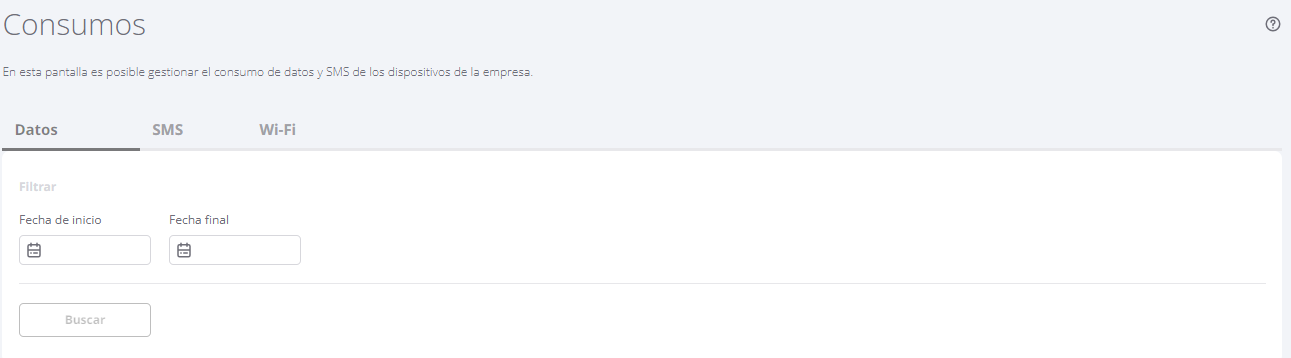 Consumos
En esta pantalla es posible gestionar el consumo de datos y SMS de los dispositivos de la empresa.
Datos SMS Wi-Fi
Filtrar
Fecha de inicio Fecha final
Buscar